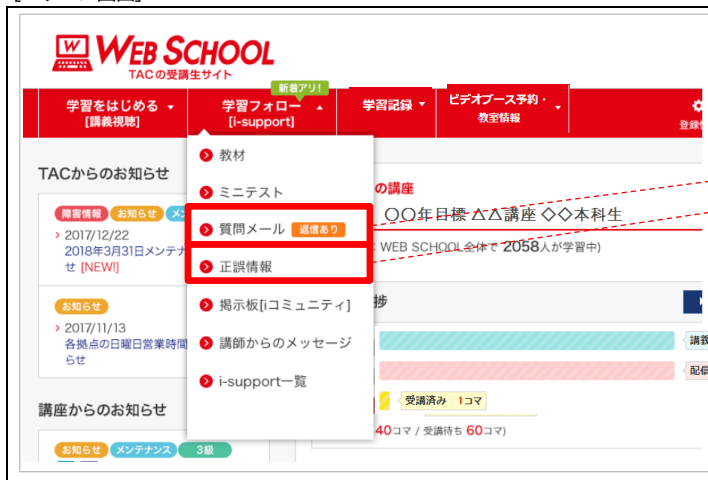 WEB SCHOOL
TACの受講生サイト
新着アリ!
学習をはじめる
[講義視聴]
学習フォロー
[i-support]
学習記録
ビデオブース予約・
教室情報
TACからのお知らせ
障害情報 お知らせ
2017/12/22
2018年3月31日メンテナ
せ [NEW!]
お知らせ
2017/11/13
各拠点の日曜日営業時間
らせ
講座からのお知らせ
お知らせ メンテナンス 3級
教材
ミニテスト
質問メール 返信あり
正誤情報
掲示板[iコミュニティ]
講師からのメッセージ
i-support一覧
の講座
〇〇年目標 △△講座 ◇◇本科生
WEB SCHOOL全体で 2058人が学習中)
捗
講義
配信
受講済み 1コマ
40コマ / 受講待ち 60コマ)